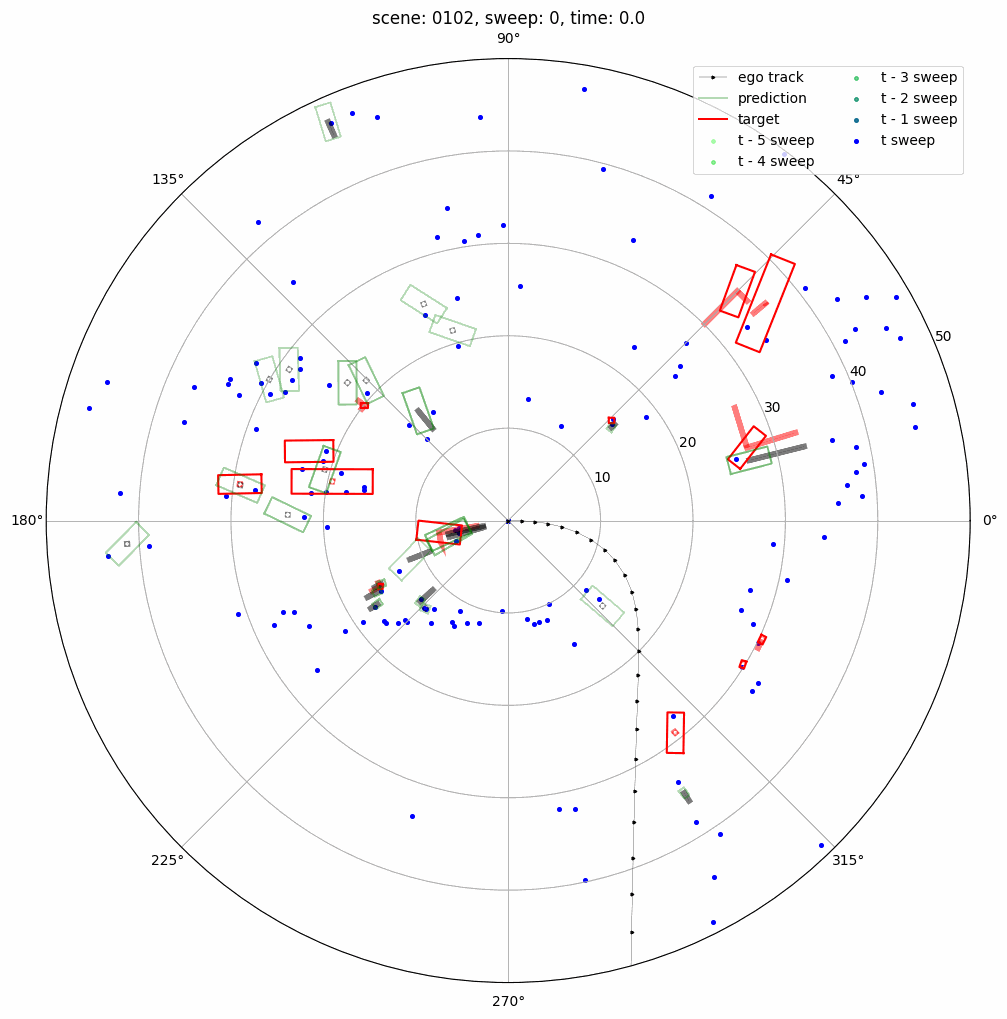 scene: 0102, sweep: 0, time: 0.0
90°
ego track
prediction
target
t - 5 sweep
t - 4 sweep
t - 3 sweep
t - 2 sweep
t - 1 sweep
t sweep
135°
45°
50
40
30
20
10
180°
0°
225°
315°
270°